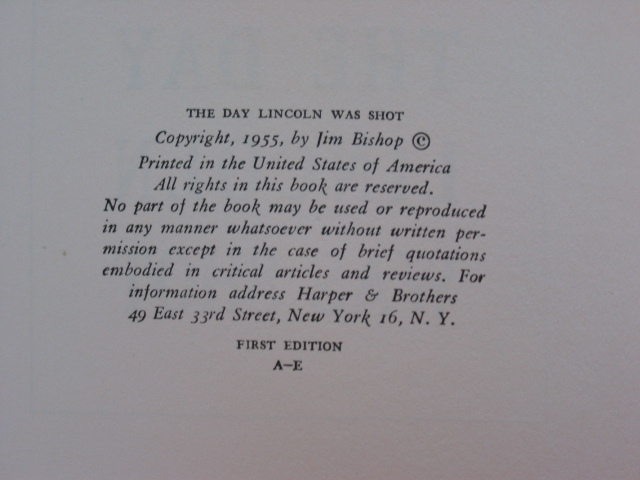 THE DAY LINCOLN WAS SHOT
Copyright, 1955, by Jim Bishop ©
Printed in the United States of America
All rights in this book are reserved.
No part of the book may be used or reproduced
in any manner whatsoever without written per-
mission except in the case of brief quotations
embodied in critical articles and reviews. For
information address Harper & Brothers
49 East 33rd Street, New York 16, N. Y.
FIRST EDITION
A–E